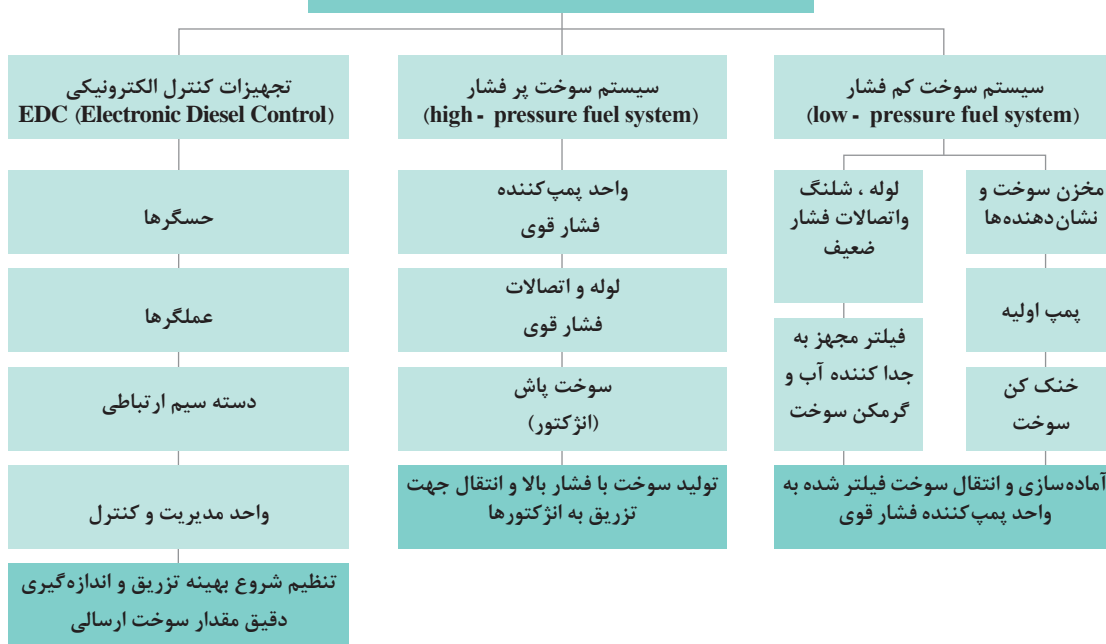 سیستم سوخت کم فشار
(low - pressure fuel system)
مخزن سوخت و
نشان‌دهنده‌ها
پمپ اولیه
خنک کن
سوخت
لوله ، شلنگ
واتصالات فشار
ضعیف
فیلتر مجهز به
جدا کننده آب و
گرمکن سوخت
آماده‌سازی و انتقال سوخت فیلتر شده به
واحد پمپ‌کننده فشار قوی
سیستم سوخت پر فشار
(high - pressure fuel system)
واحد پمپ‌کننده
فشار قوی
لوله و اتصالات
فشار قوی
سوخت پاش
(انژکتور)
تولید سوخت با فشار بالا و انتقال جهت
تزریق به انژکتورها
تجهیزات کنترل الکترونیکی
EDC (Electronic Diesel Control)
حسگرها
عملگرها
دسته سیم ارتباطی
واحد مدیریت و کنترل
تنظیم شروع بهینه تزریق و اندازه‌گیری
دقیق مقدار سوخت ارسالی